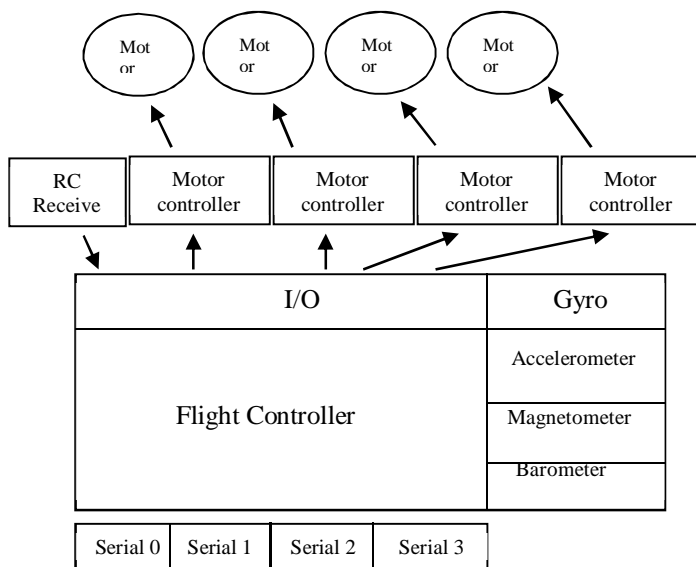 Mot
or
Mot
or
Mot
or
Mot
or
RC
Receive
Motor
controller
Motor
controller
Motor
controller
Motor
controller
I/O
Gyro
Flight Controller
Accelerometer
Magnetometer
Barometer
Serial 0
Serial 1
Serial 2
Serial 3